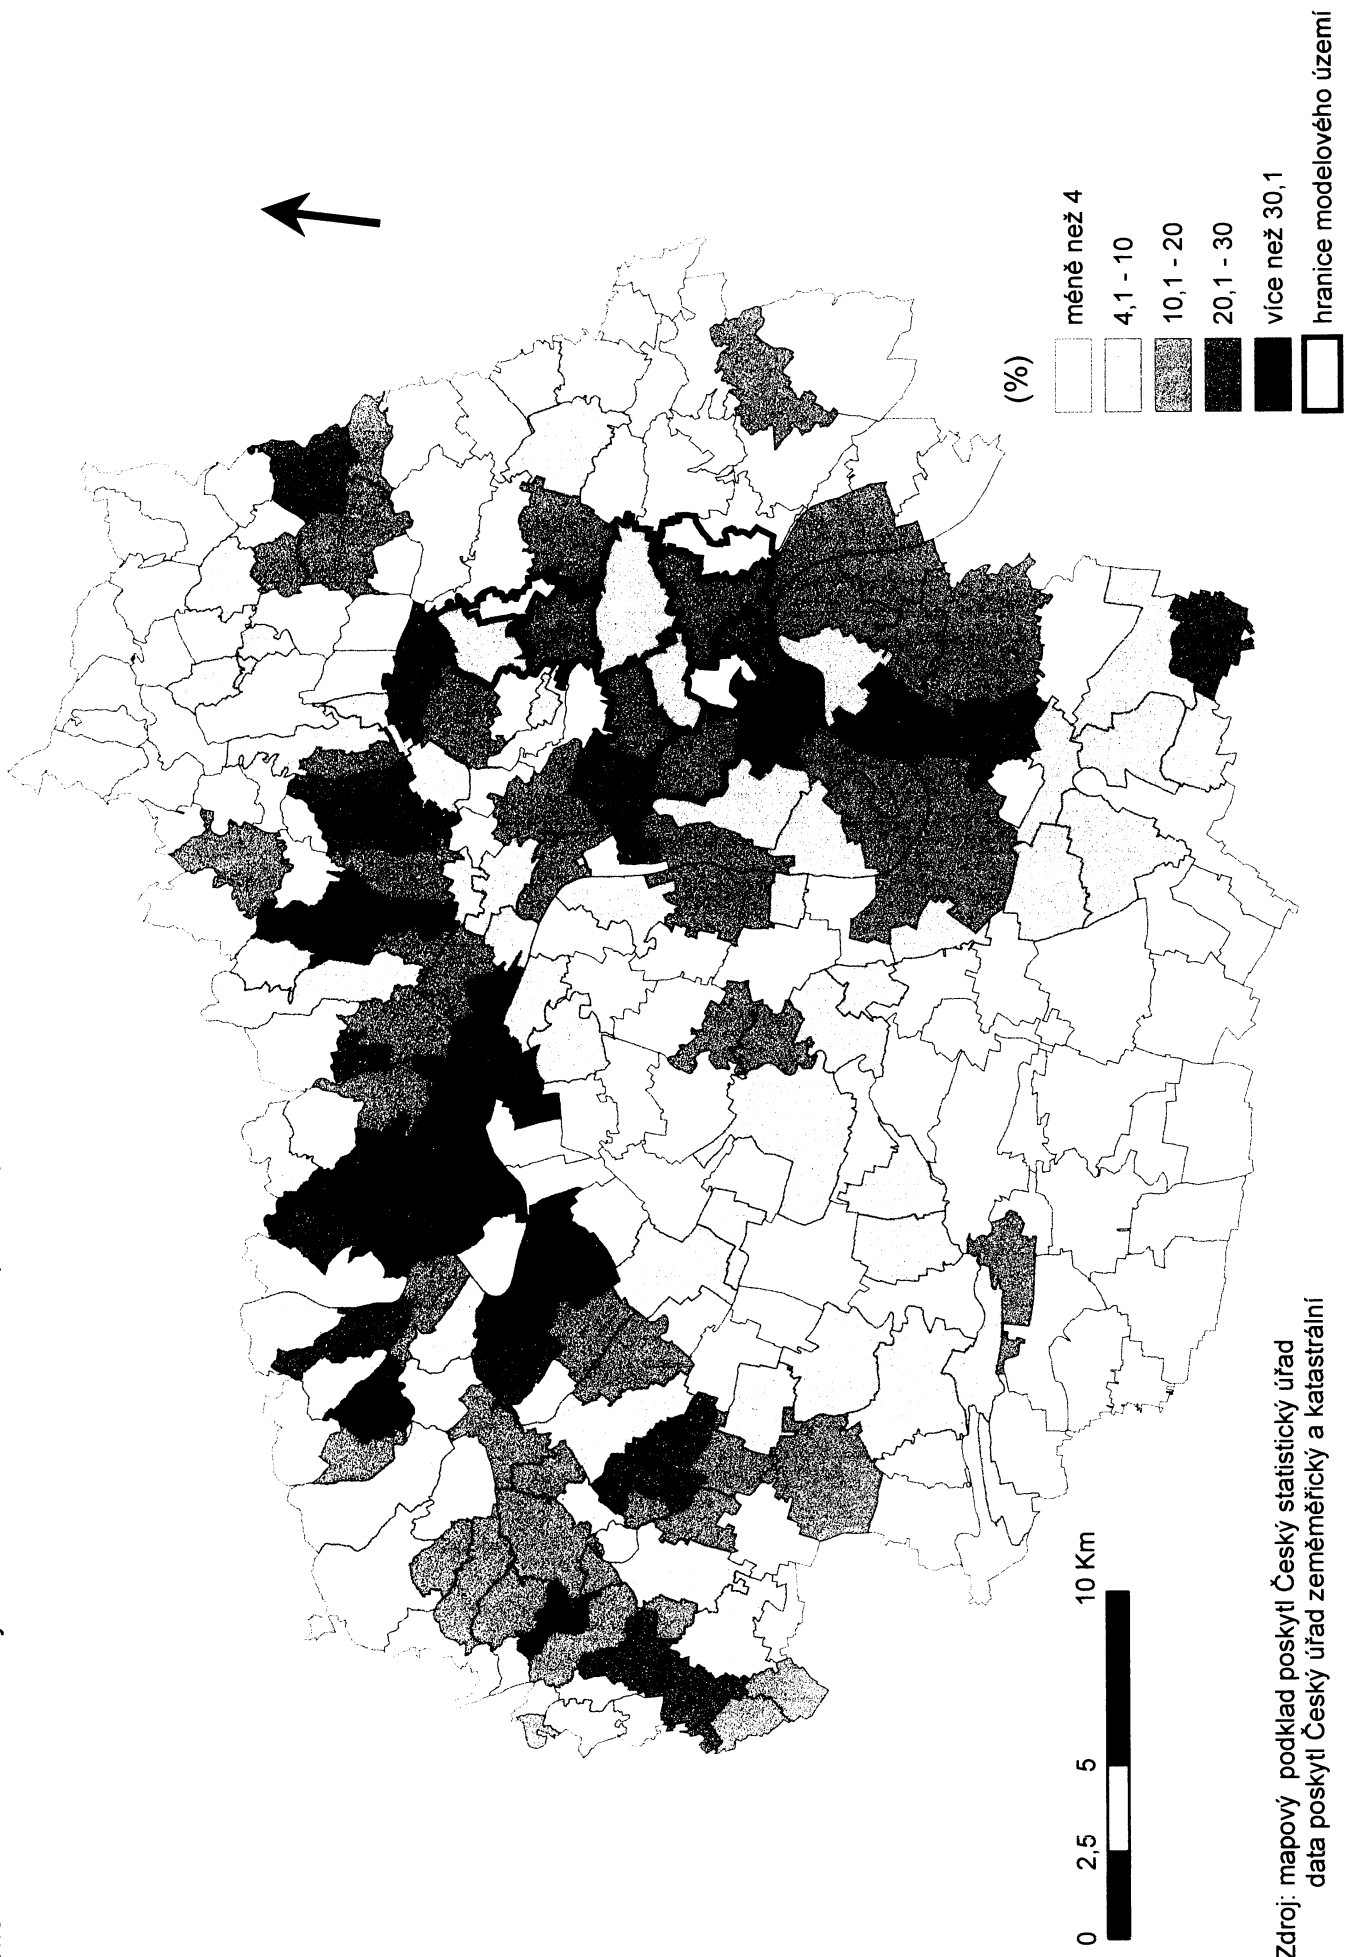 (%)
méně než 4
4,1 - 10
10,1 - 20
20,1 - 30
více než 30,1
hranice modelového území
0 2,5 5 10 Km
Zdroj: mapový podklad poskytl Český statistický úřad
data poskytl Český úřad zeměměřický a katastrální